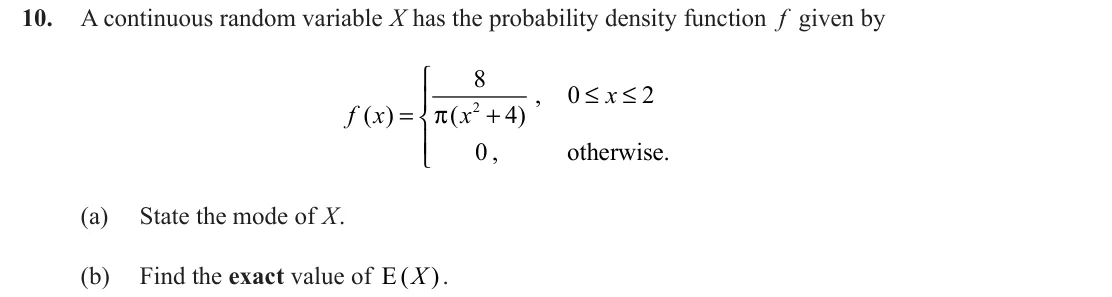 10. A continuous random variable X has the probability density function f given by
f (x) = { 8 / π(x² + 4) , 0 ≤ x ≤ 2
0 , otherwise.
(a) State the mode of X.
(b) Find the exact value of E(X).